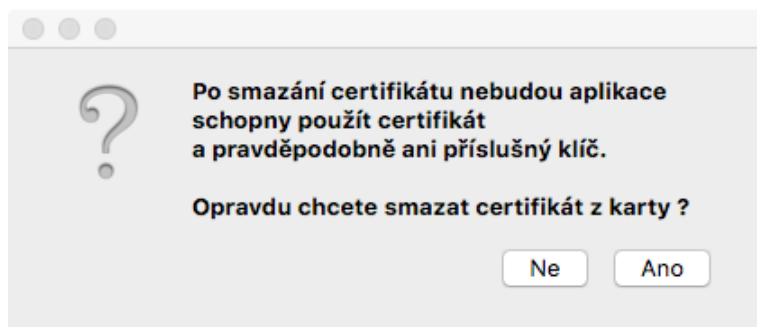 Po smazání certifikátu nebudou aplikace
schopny použít certifikát
a pravděpodobně ani příslušný klíč.
Opravdu chcete smazat certifikát z karty ?
Ne Ano